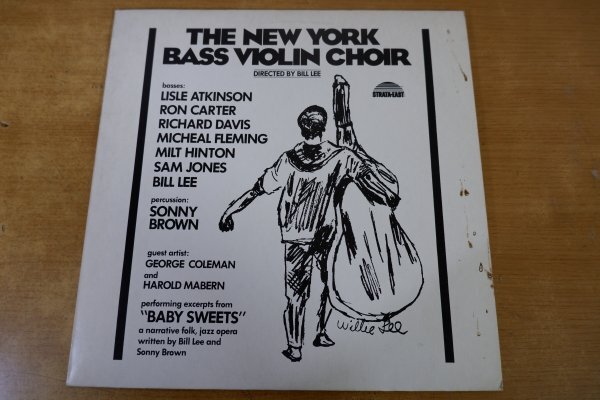 THE NEW YORK
BASS VIOLIN CHOIR
DIRECTED BY BILL LEE
STRATA-EAST
basses:
LISLE ATKINSON
RON CARTER
RICHARD DAVIS
MICHEAL FLEMING
MILT HINTON
SAM JONES
BILL LEE
percussion:
SONNY
BROWN
guest artist:
GEORGE COLEMAN
and
HAROLD MABERN
performing excerpts from
"BABY SWEETS"
a narrative folk, jazz opera
written by Bill Lee and
Sonny Brown
Willie Lee